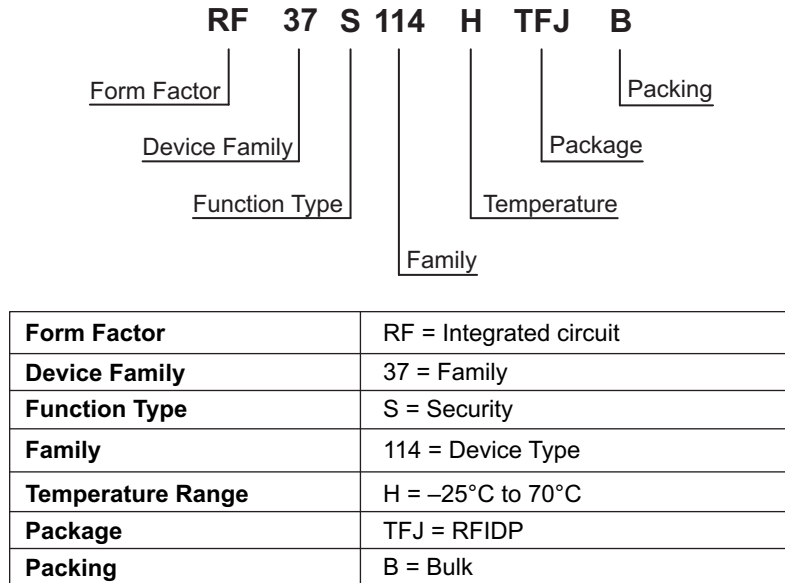 RF 37 S 114 H TFJ B
Form Factor
Packing
Device Family
Package
Function Type
Temperature
Family
Form Factor RF = Integrated circuit
Device Family 37 = Family
Function Type S = Security
Family 114 = Device Type
Temperature Range H = –25°C to 70°C
Package TFJ = RFIDP
Packing B = Bulk